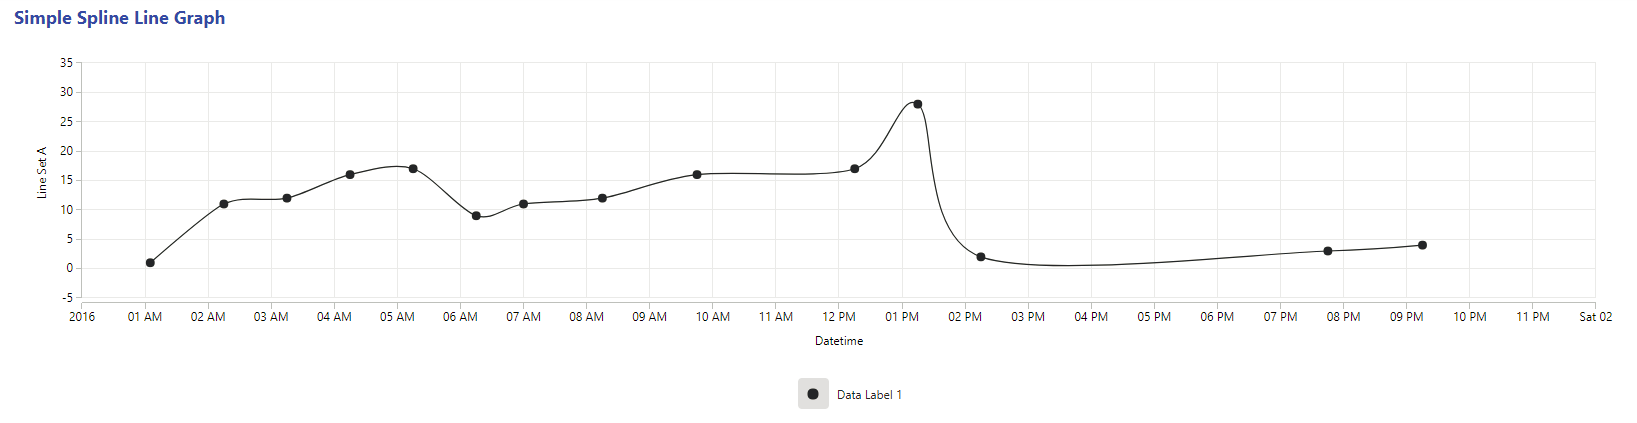 Simple Spline Line Graph
35
30
25
20
15
10
5
0
-5
Line Set A
2016 01 AM 02 AM 03 AM 04 AM 05 AM 06 AM 07 AM 08 AM 09 AM 10 AM 11 AM 12 PM 01 PM 02 PM 03 PM 04 PM 05 PM 06 PM 07 PM 08 PM 09 PM 10 PM 11 PM Sat 02
Datetime
Data Label 1